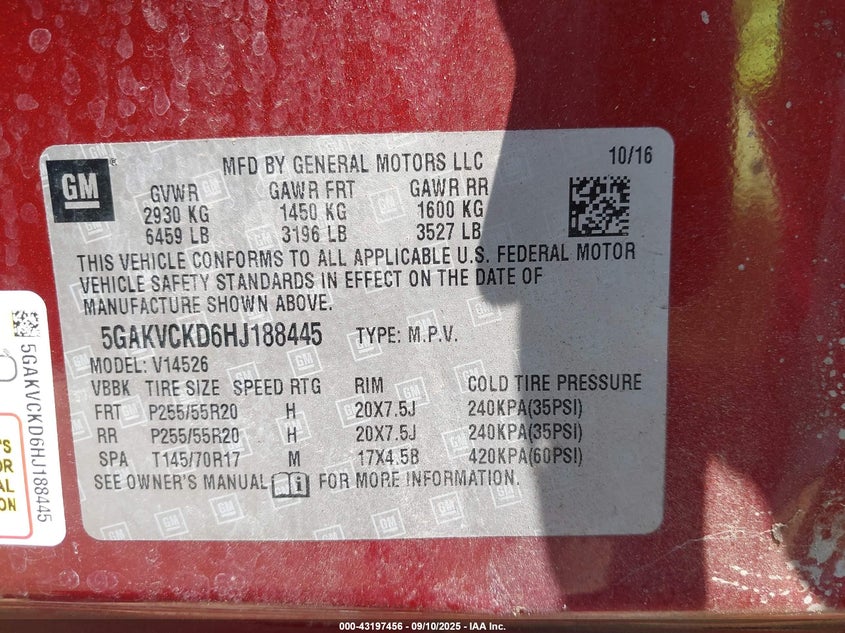 GM
MFD BY GENERAL MOTORS LLC 10/16
GVWR GAWR FRT GAWR RR
2930 KG 1450 KG 1600 KG
6459 LB 3196 LB 3527 LB
THIS VEHICLE CONFORMS TO ALL APPLICABLE U.S. FEDERAL MOTOR
VEHICLE SAFETY STANDARDS IN EFFECT ON THE DATE OF
MANUFACTURE SHOWN ABOVE.
5GAKVCKD6HJ188445 TYPE: M.P.V.
MODEL: V14526
VBBK TIRE SIZE SPEED RTG RIM COLD TIRE PRESSURE
FRT P255/55R20 H 20X7.5J 240KPA(35PSI)
RR P255/55R20 H 20X7.5J 240KPA(35PSI)
SPA T145/70R17 M 17X4.5B 420KPA(60PSI)
SEE OWNER'S MANUAL i FOR MORE INFORMATION.
5GAKVCKD6HJ188445
'S
OR
AL
ON
000-43197456 - 09/10/2025 - IAA Inc.